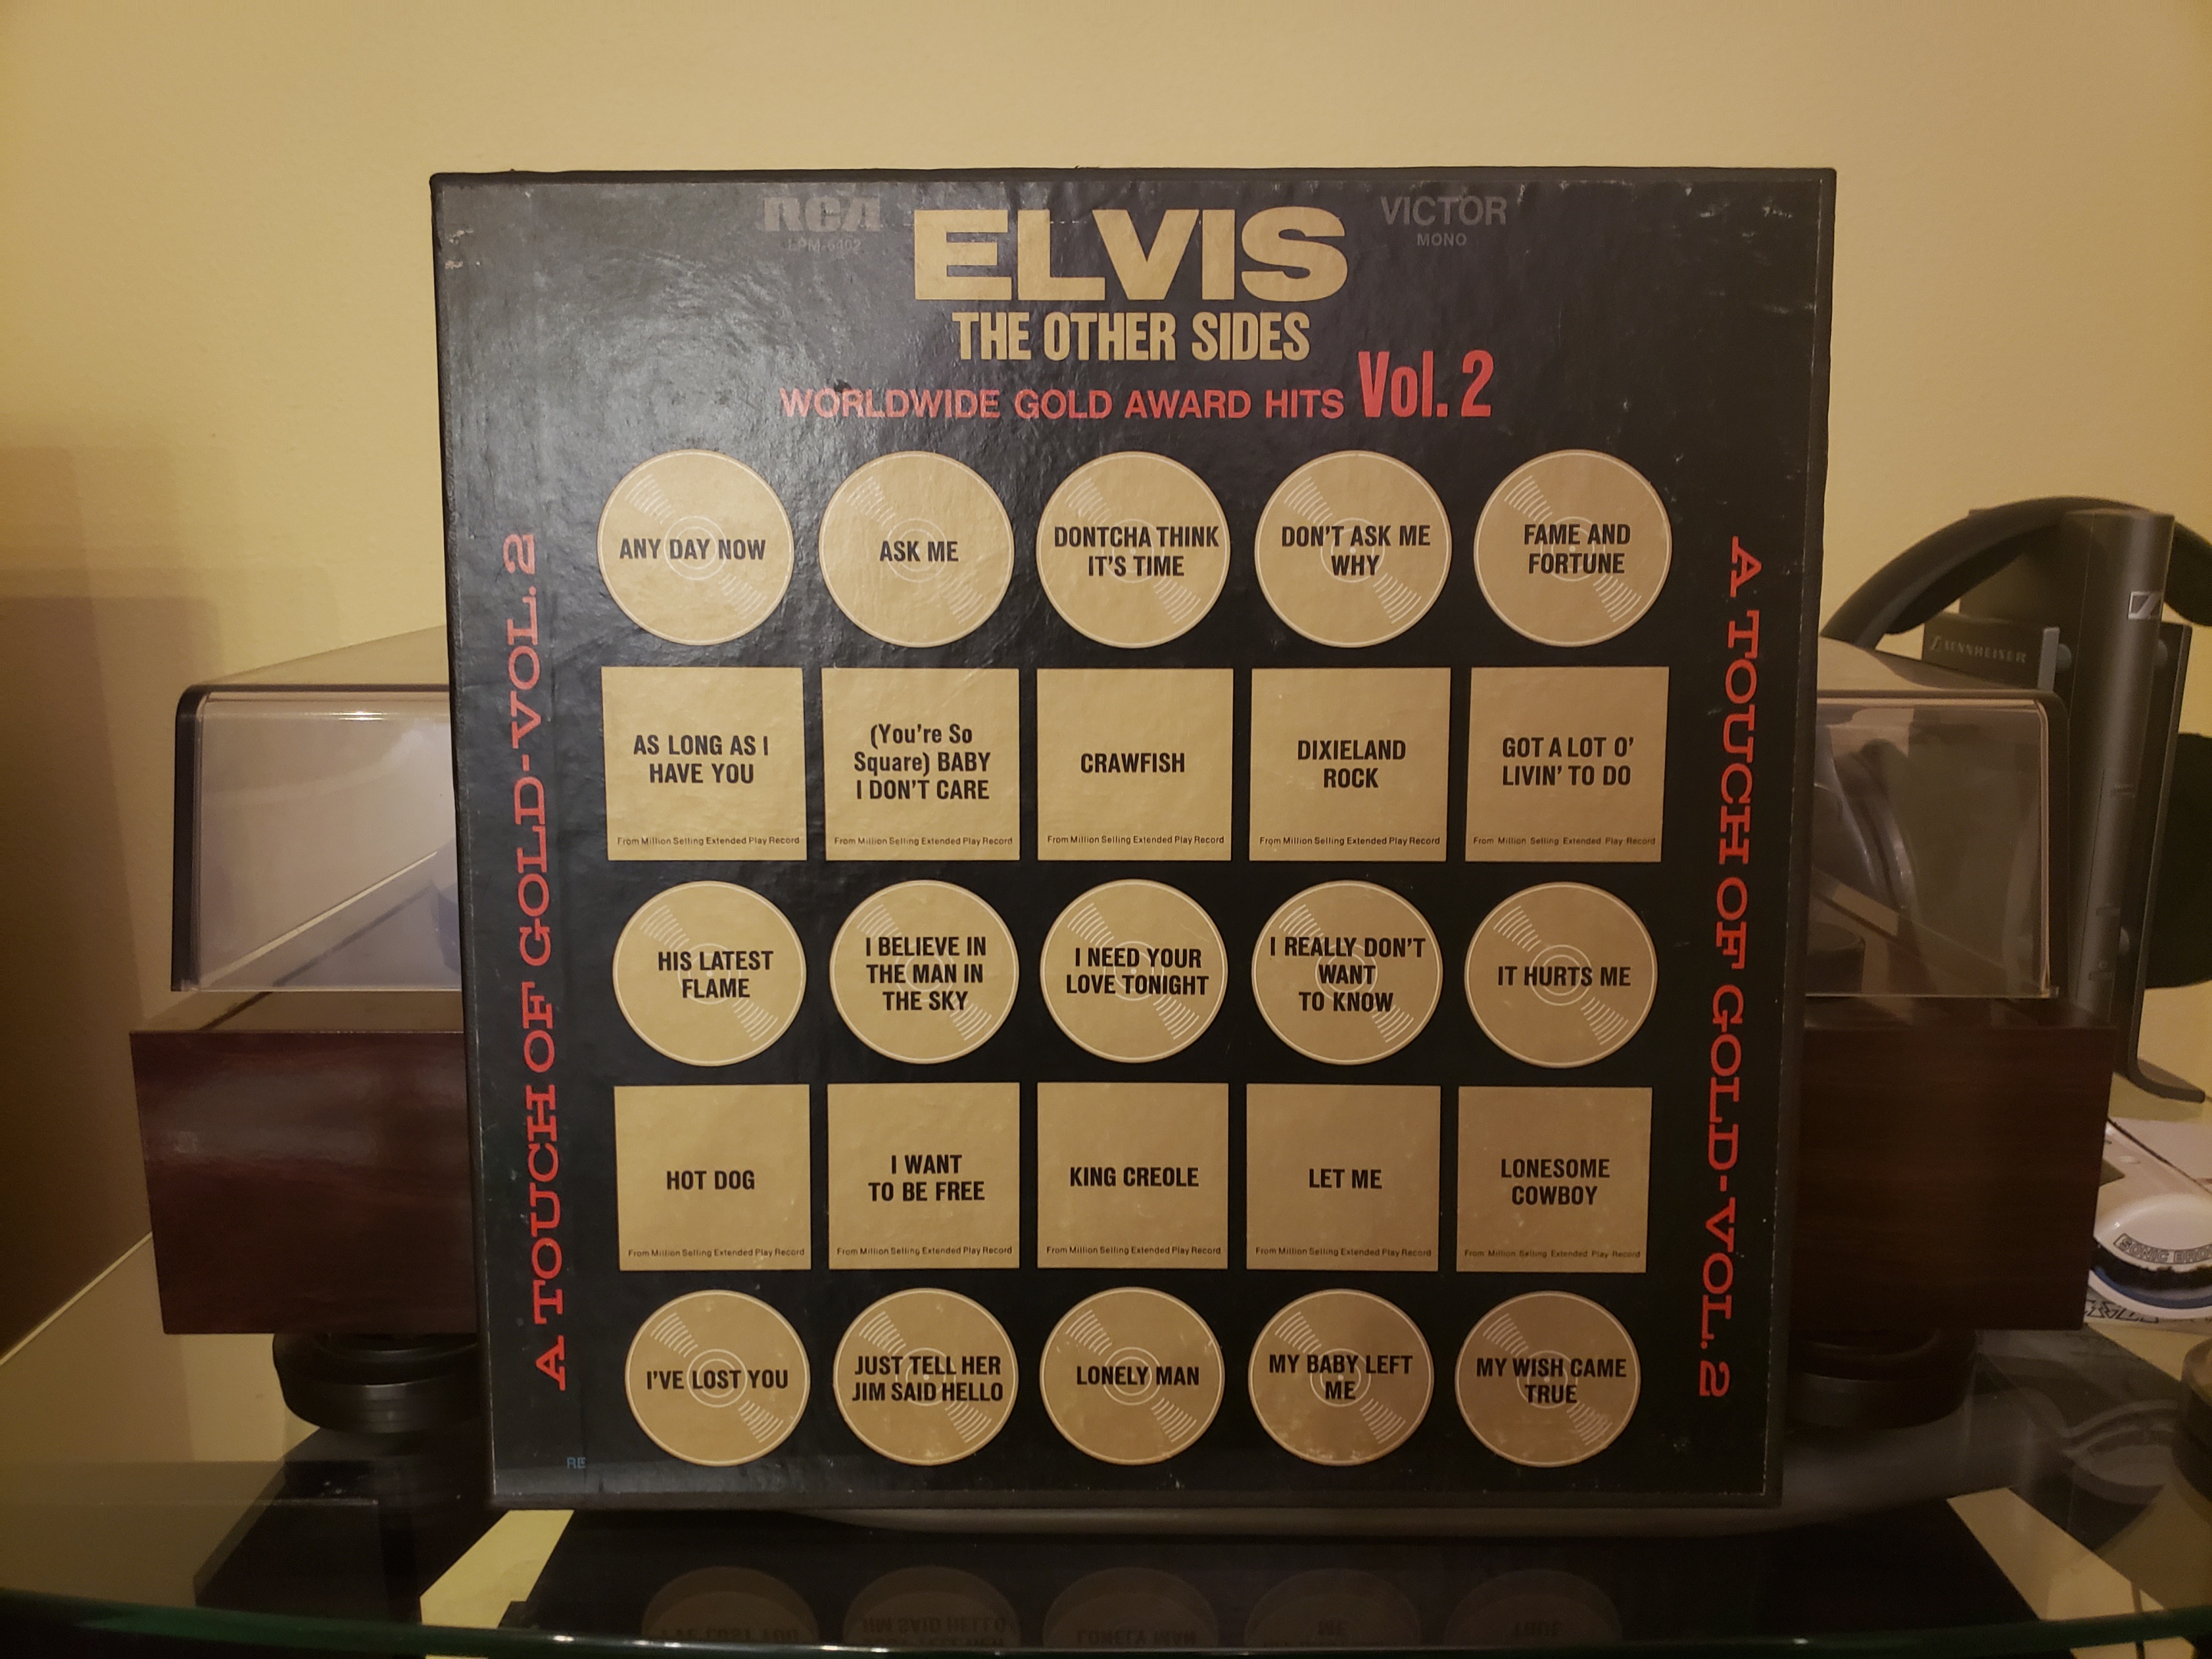 RCA
LPM-6402
VICTOR
MONO
ELVIS
THE OTHER SIDES
WORLDWIDE GOLD AWARD HITS Vol. 2
A TOUCH OF GOLD-VOL. 2
ANY DAY NOW
ASK ME
DONTCHA THINK
IT'S TIME
DON'T ASK ME
WHY
FAME AND
FORTUNE
AS LONG AS I
HAVE YOU
From Million Selling Extended Play Record
(You're So
Square) BABY
I DON'T CARE
From Million Selling Extended Play Record
CRAWFISH
From Million Selling Extended Play Record
DIXIELAND
ROCK
From Million Selling Extended Play Record
GOT A LOT O'
LIVIN' TO DO
From Million Selling Extended Play Record
HIS LATEST
FLAME
I BELIEVE IN
THE MAN IN
THE SKY
I NEED YOUR
LOVE TONIGHT
I REALLY DON'T
WANT
TO KNOW
IT HURTS ME
HOT DOG
From Million Selling Extended Play Record
I WANT
TO BE FREE
From Million Selling Extended Play Record
KING CREOLE
From Million Selling Extended Play Record
LET ME
From Million Selling Extended Play Record
LONESOME
COWBOY
From Million Selling Extended Play Record
I'VE LOST YOU
JUST TELL HER
JIM SAID HELLO
LONELY MAN
MY BABY LEFT
ME
MY WISH CAME
TRUE
RE
A TOUCH OF GOLD-VOL. 2
SENNHEISER
SONIC